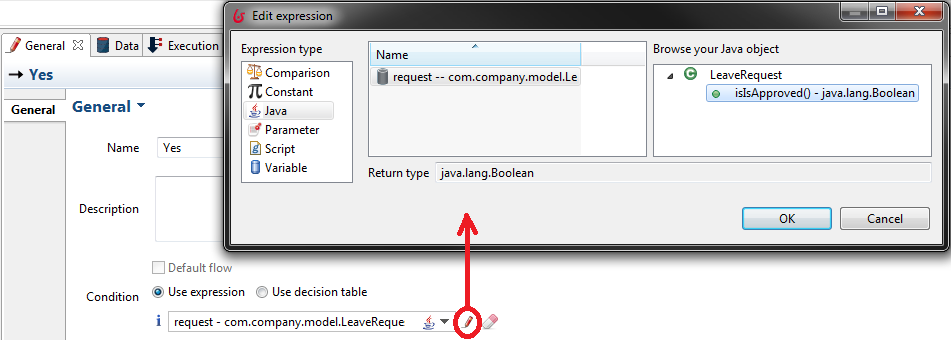 Edit expression
General
Data
Execution
Yes
General
General
Name
Yes
Description
Default flow
Condition
Use expression
Use decision table
i
request - com.company.model.LeaveReque
Expression type
Comparison
Constant
Java
Parameter
Script
Variable
Name
request -- com.company.model.Le
Browse your Java object
LeaveRequest
isIsApproved() - java.lang.Boolean
Return type
java.lang.Boolean
OK
Cancel